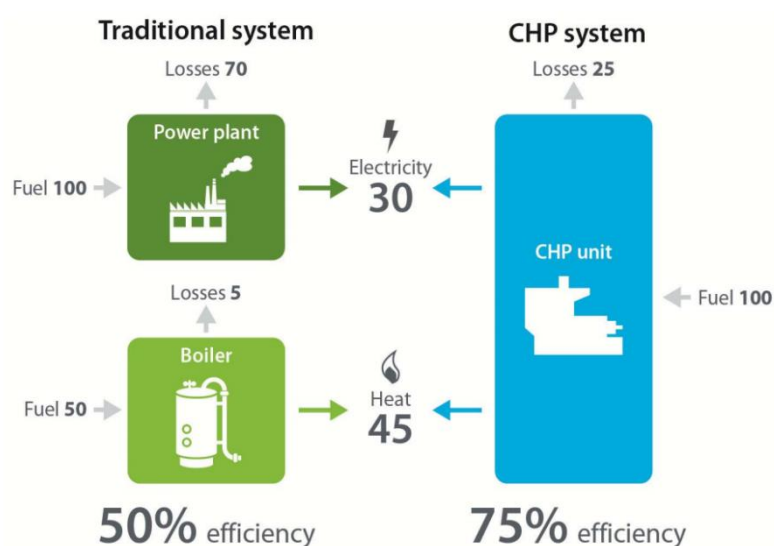 Traditional system
CHP system
Losses 70
Losses 25
Power plant
Fuel 100
Electricity
30
CHP unit
Fuel 100
Losses 5
Boiler
Fuel 50
Heat
45
50% efficiency
75% efficiency